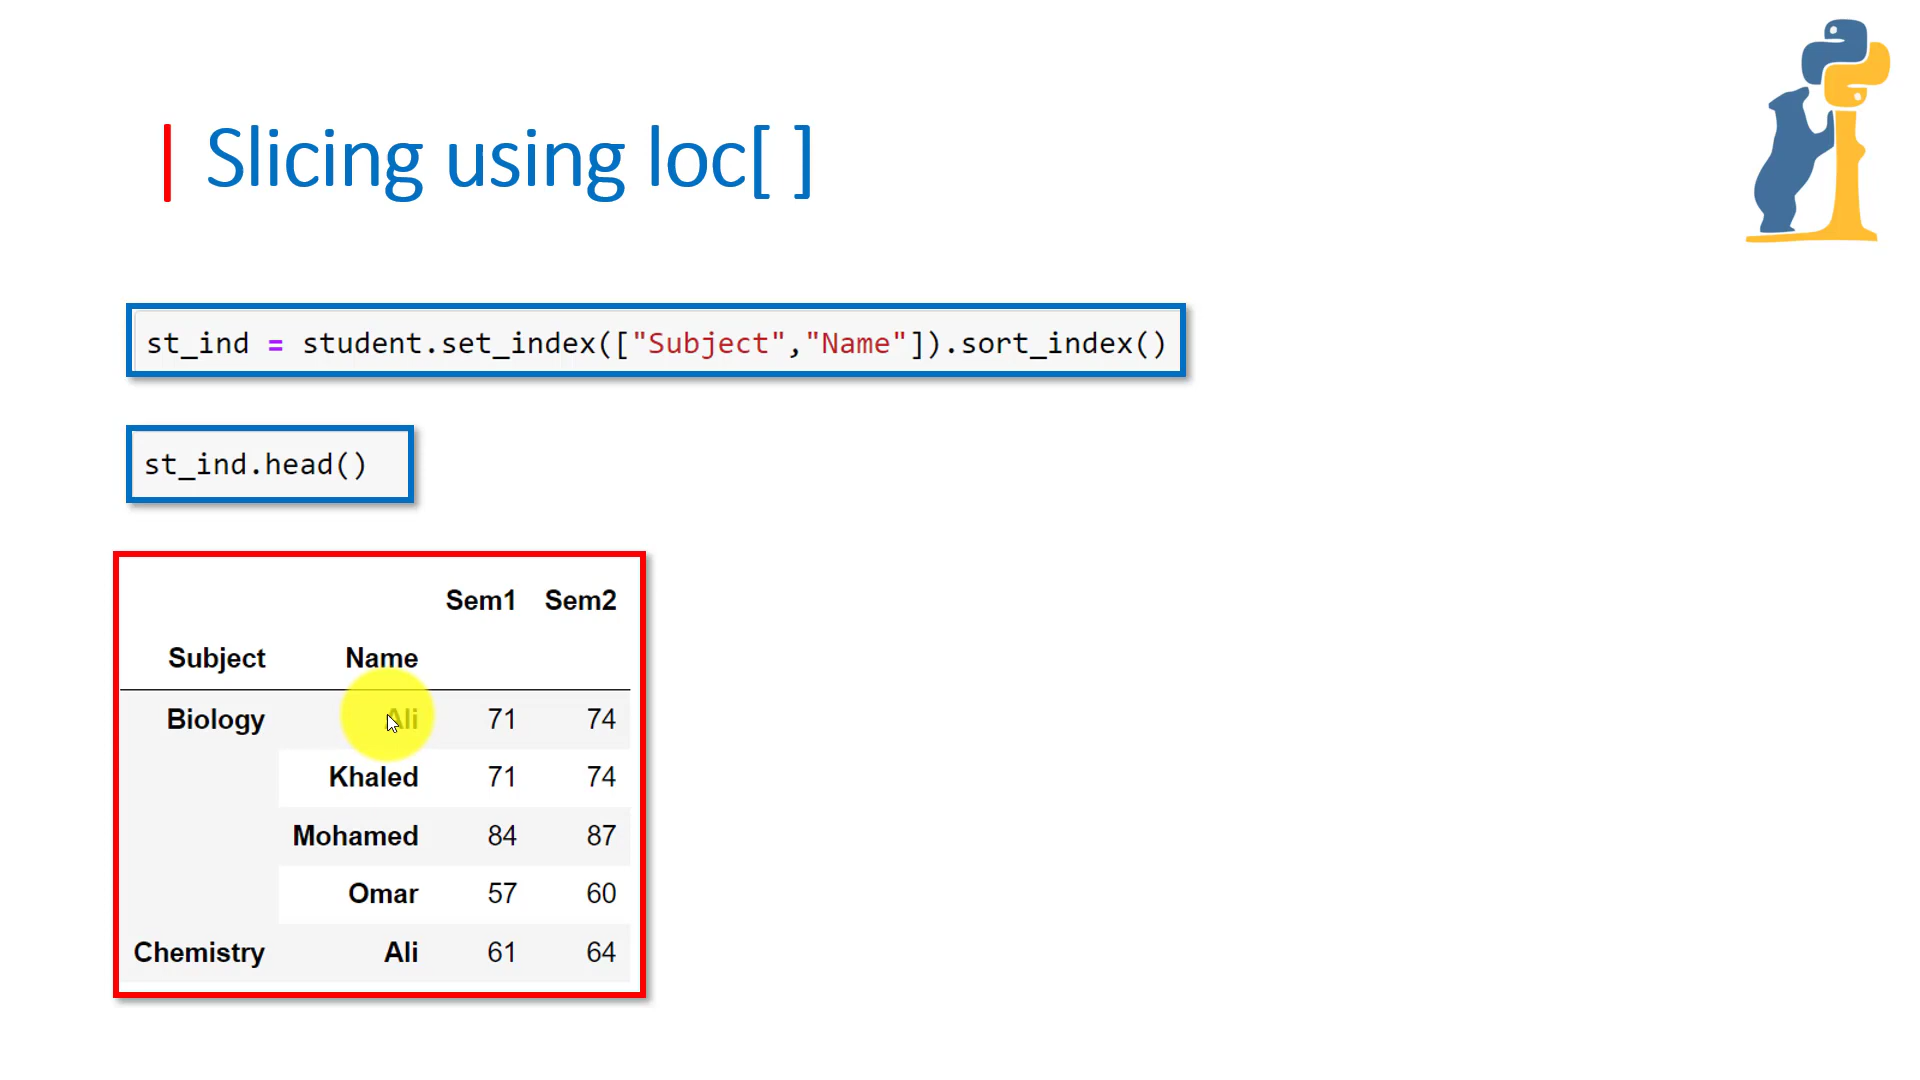 Slicing using loc[ ]
st_ind = student.set_index(["Subject","Name"]).sort_index()
st_ind.head()
Sem1 Sem2
Subject Name
Biology Ali 71 74
Khaled 71 74
Mohamed 84 87
Omar 57 60
Chemistry Ali 61 64